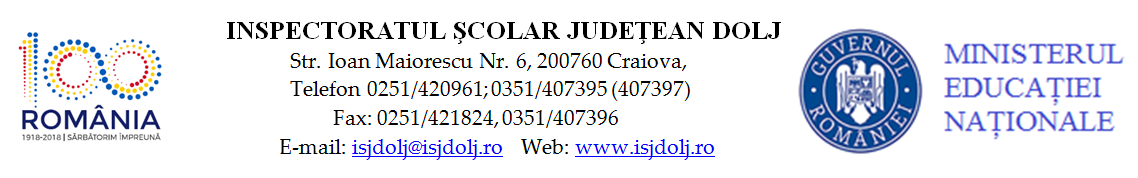 100
ROMÂNIA
1918-2018 | SĂRBĂTORIM ÎMPREUNĂ
INSPECTORATUL ŞCOLAR JUDEŢEAN DOLJ
Str. Ioan Maiorescu Nr. 6, 200760 Craiova,
Telefon 0251/420961; 0351/407395 (407397)
Fax: 0251/421824, 0351/407396
E-mail: isjdolj@isjdolj.ro Web: www.isjdolj.ro
GUVERNUL ROMÂNIEI
MINISTERUL
EDUCAȚIEI
NAȚIONALE